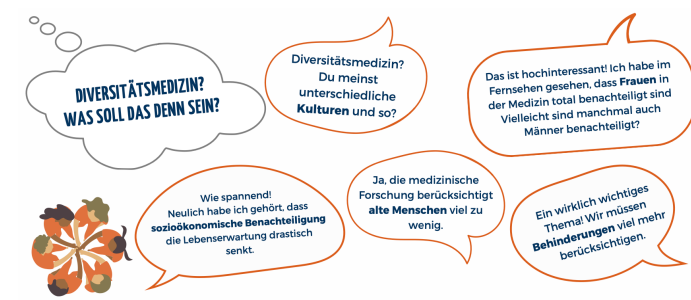 DIVERSITÄTSMEDIZIN?
WAS SOLL DAS DENN SEIN?
Diversitätsmedizin?
Du meinst
unterschiedliche
Kulturen und so?
Das ist hochinteressant! Ich habe im
Fernsehen gesehen, dass Frauen in
der Medizin total benachteiligt sind
Vielleicht sind manchmal auch
Männer benachteiligt?
Wie spannend!
Neulich habe ich gehört, dass
sozioökonomische Benachteiligung
die Lebenserwartung drastisch
senkt.
Ja, die medizinische
Forschung berücksichtigt
alte Menschen viel zu
wenig.
Ein wirklich wichtiges
Thema! Wir müssen
Behinderungen viel mehr
berücksichtigen.